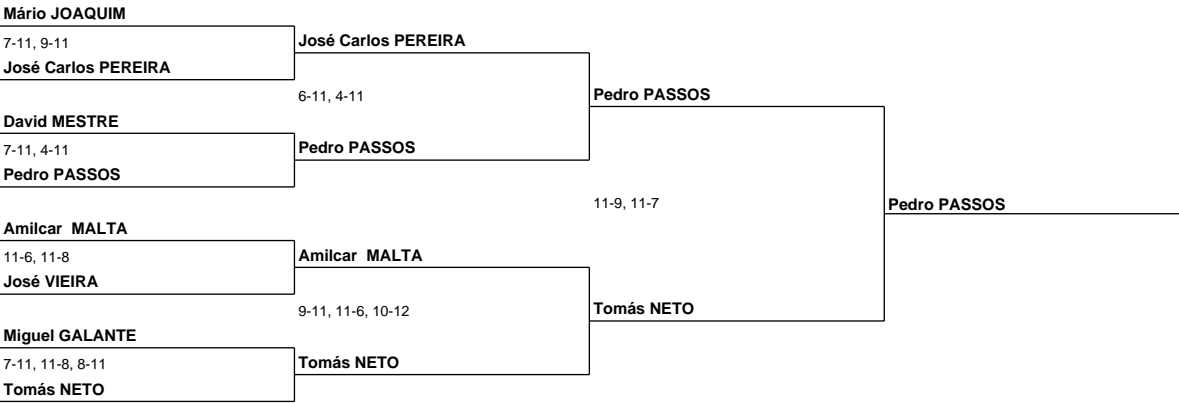 Mário JOAQUIM
7-11, 9-11
José Carlos PEREIRA
José Carlos PEREIRA
6-11, 4-11
Pedro PASSOS
David MESTRE
7-11, 4-11
Pedro PASSOS
Pedro PASSOS
11-9, 11-7
Pedro PASSOS
Amilcar  MALTA
11-6, 11-8
Amilcar  MALTA
José VIEIRA
9-11, 11-6, 10-12
Tomás NETO
Miguel GALANTE
7-11, 11-8, 8-11
Tomás NETO
Tomás NETO